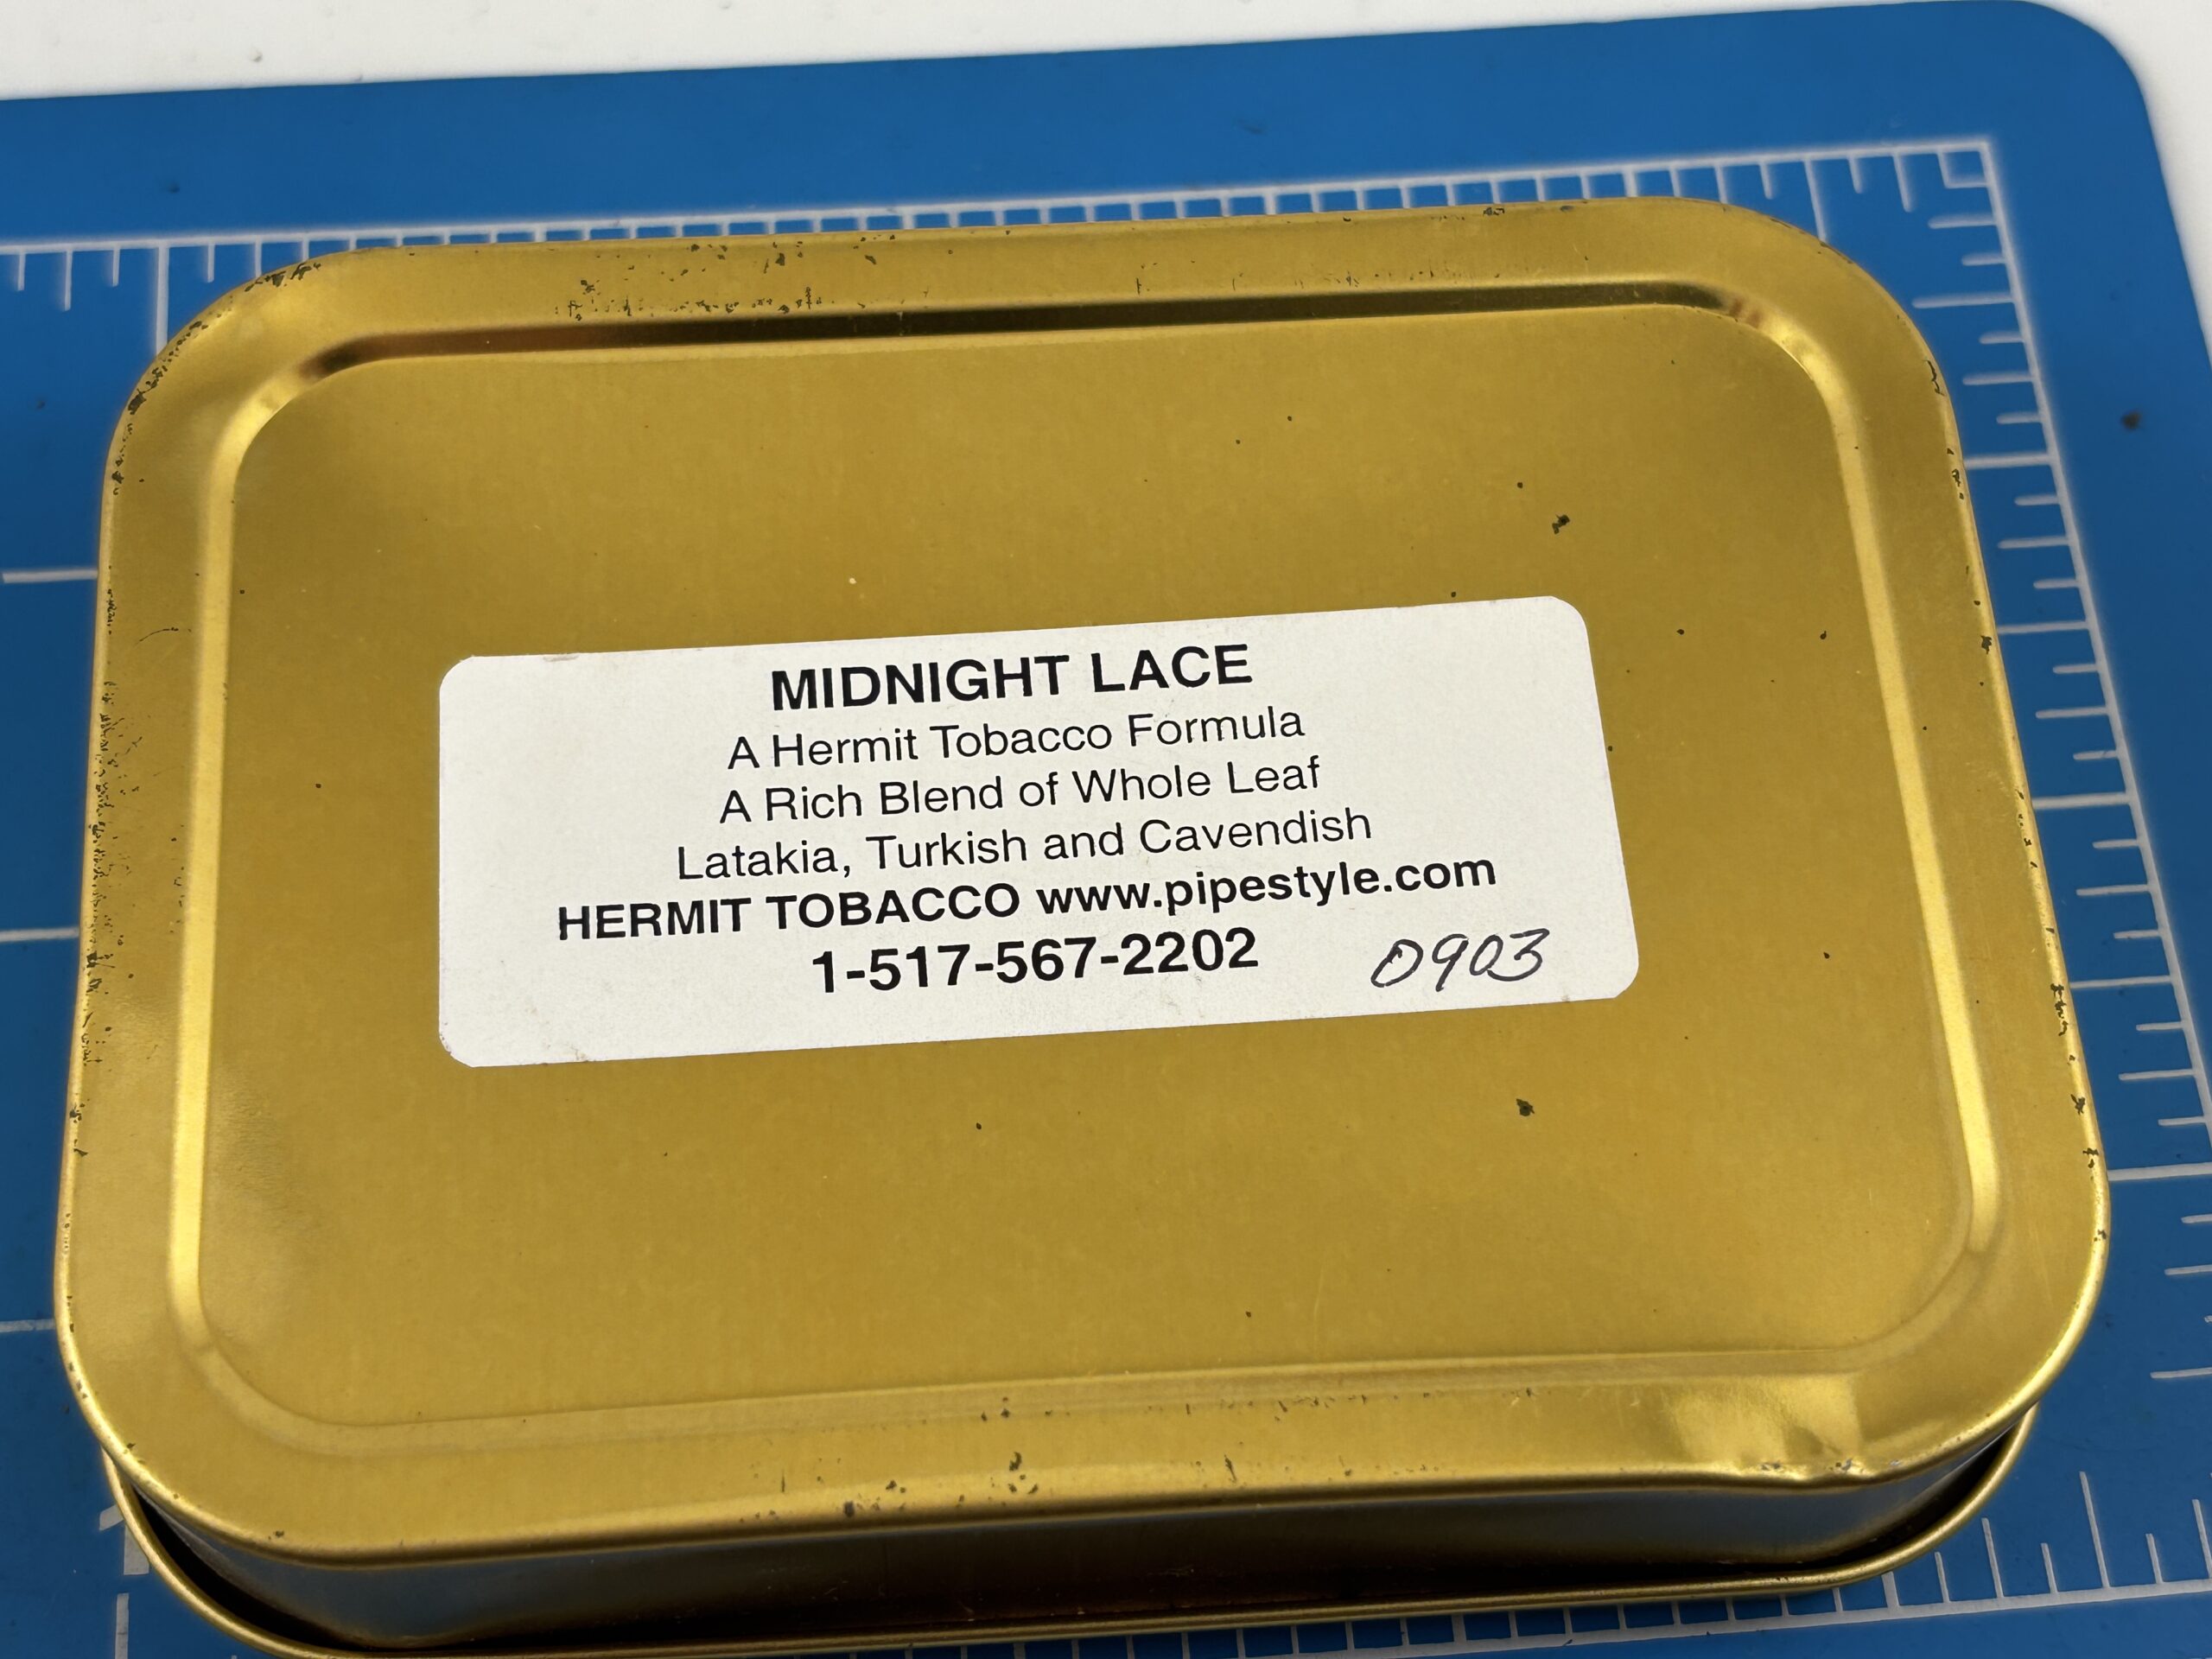 MIDNIGHT LACE
A Hermit Tobacco Formula
A Rich Blend of Whole Leaf
Latakia, Turkish and Cavendish
HERMIT TOBACCO www.pipestyle.com
1-517-567-2202 0903